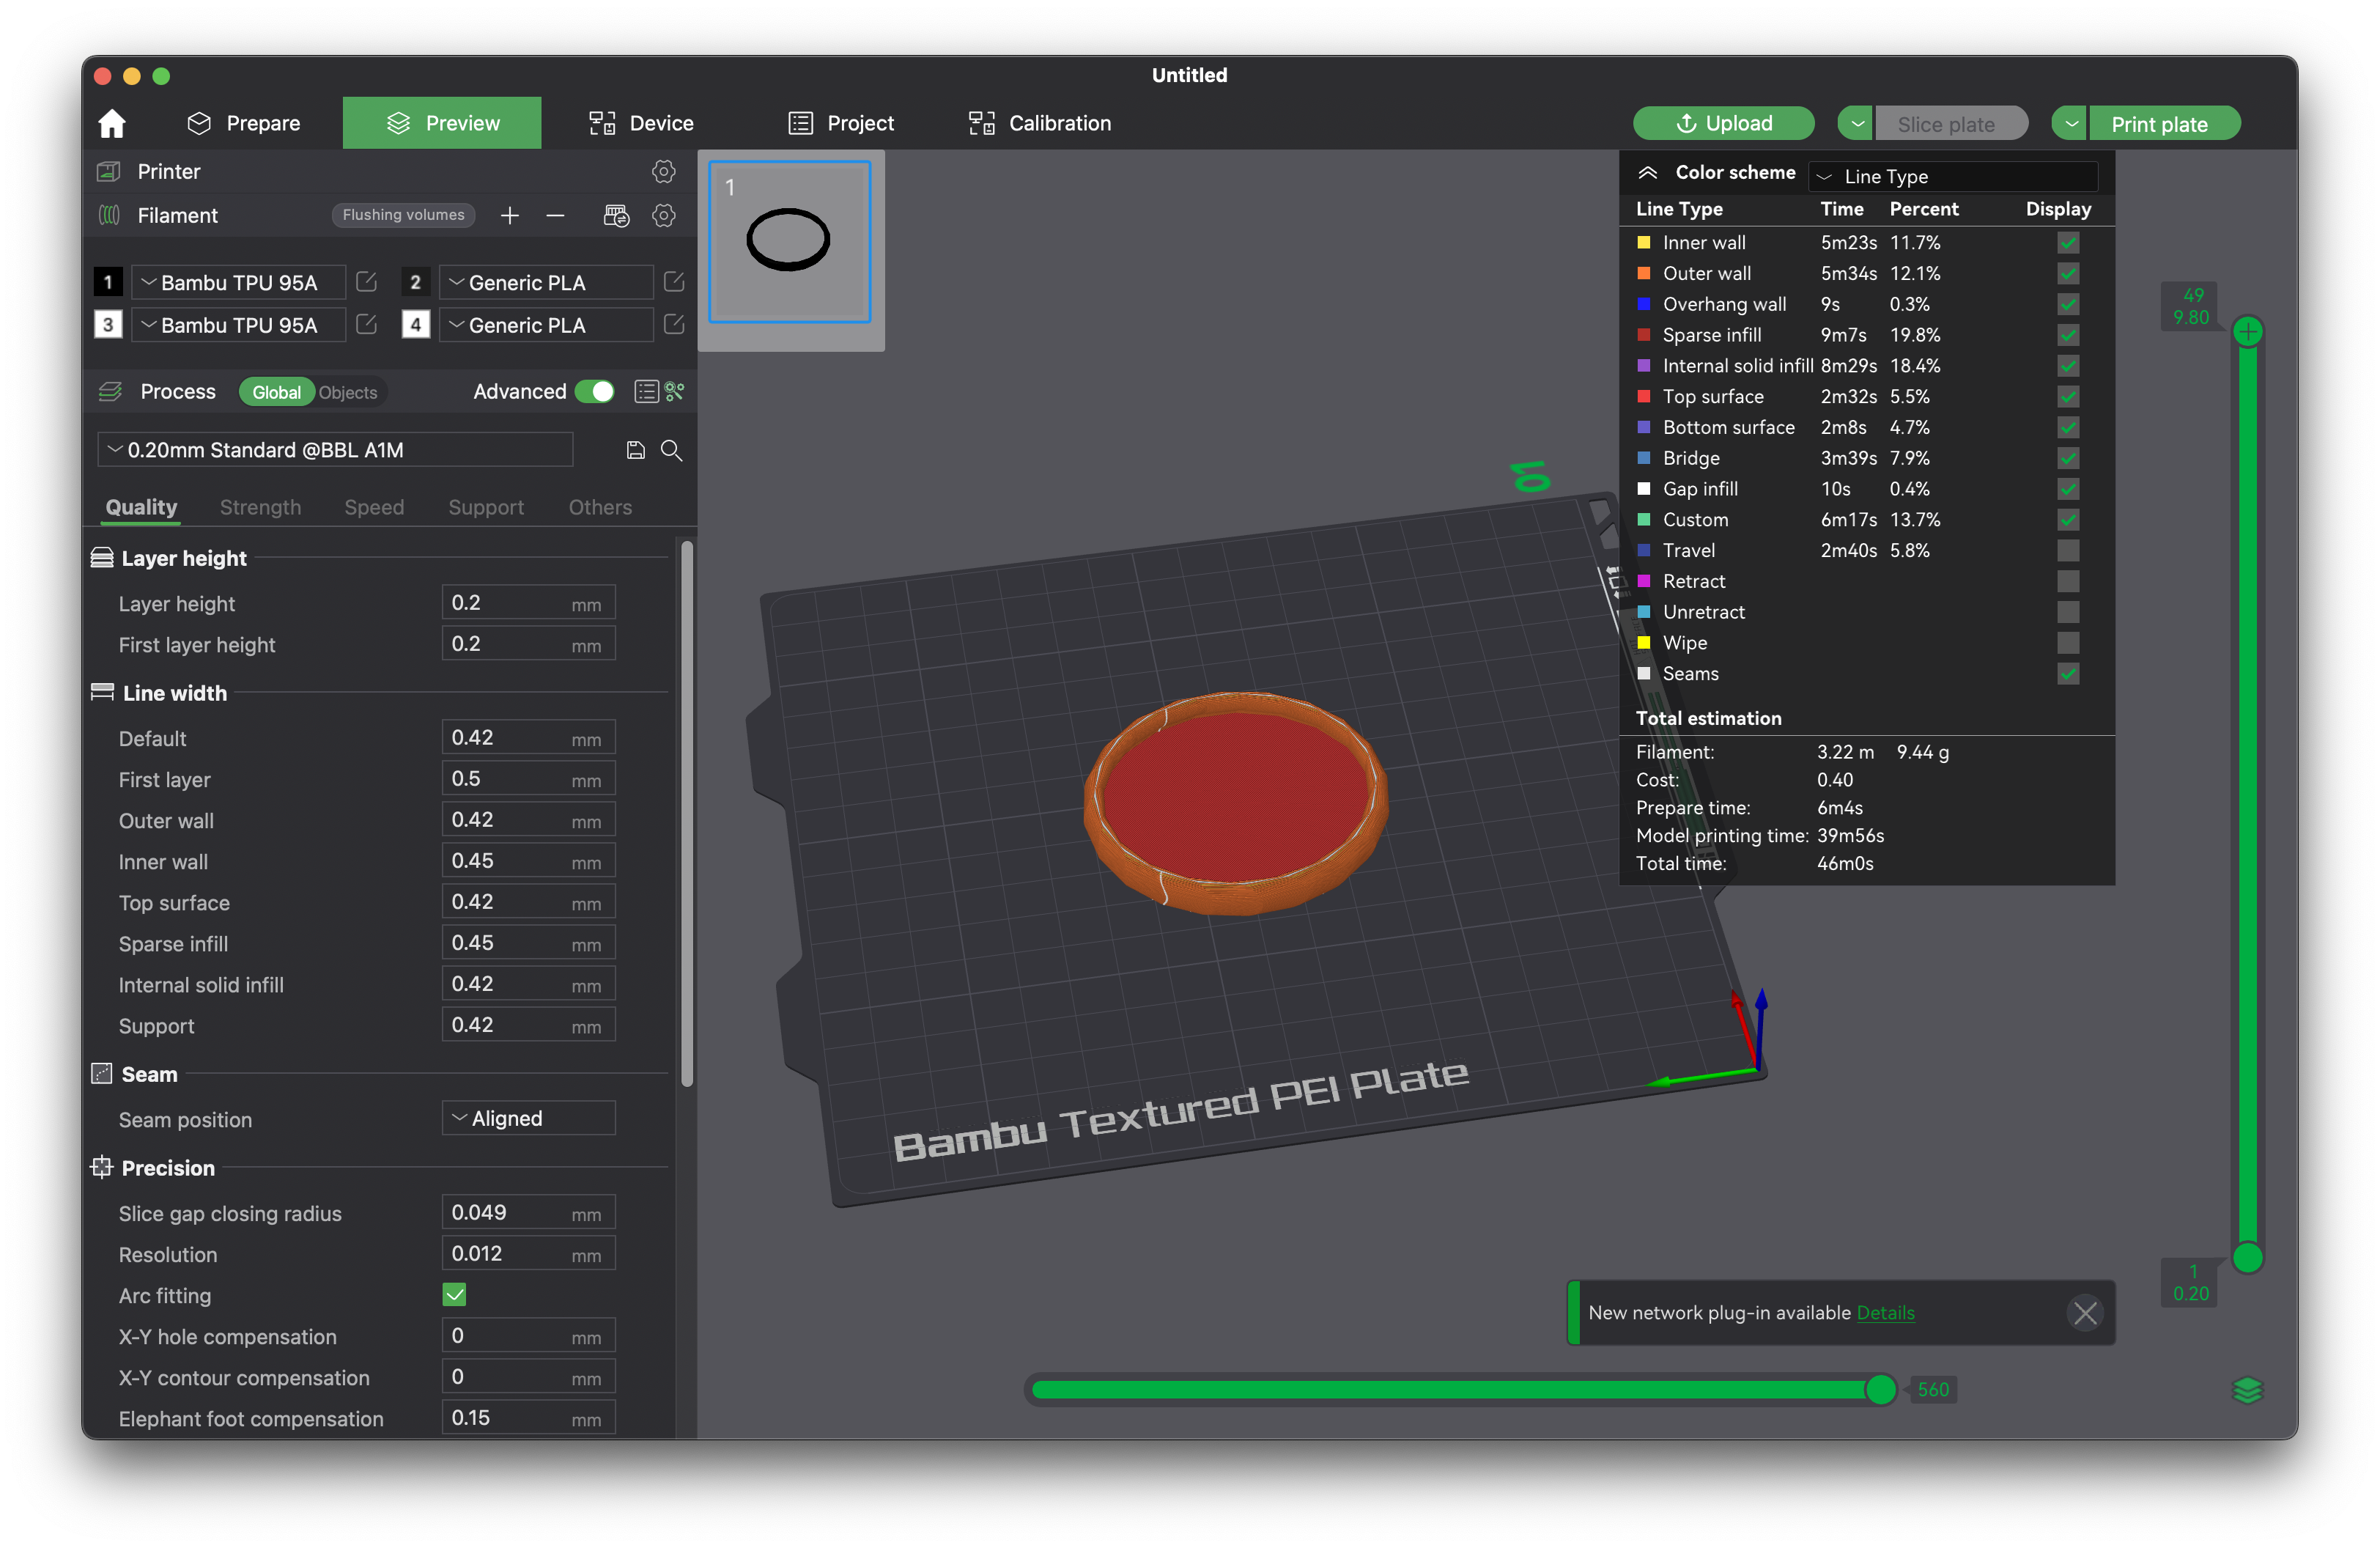 Untitled
Prepare
Preview
Device
Project
Calibration
Upload
Slice plate
Print plate
Printer
Filament
Flushing volumes
1 Bambu TPU 95A
2 Generic PLA
3 Bambu TPU 95A
4 Generic PLA
Process Global Objects Advanced
0.20mm Standard @BBL A1M
Quality Strength Speed Support Others
Layer height
Layer height 0.2 mm
First layer height 0.2 mm
Line width
Default 0.42 mm
First layer 0.5 mm
Outer wall 0.42 mm
Inner wall 0.45 mm
Top surface 0.42 mm
Sparse infill 0.45 mm
Internal solid infill 0.42 mm
Support 0.42 mm
Seam
Seam position Aligned
Precision
Slice gap closing radius 0.049 mm
Resolution 0.012 mm
Arc fitting
X-Y hole compensation 0 mm
X-Y contour compensation 0 mm
Elephant foot compensation 0.15 mm
1
10
Bambu Textured PEI Plate
Color scheme Line Type
Line Type Time Percent Display
Inner wall 5m23s 11.7%
Outer wall 5m34s 12.1%
Overhang wall 9s 0.3%
Sparse infill 9m7s 19.8%
Internal solid infill 8m29s 18.4%
Top surface 2m32s 5.5%
Bottom surface 2m8s 4.7%
Bridge 3m39s 7.9%
Gap infill 10s 0.4%
Custom 6m17s 13.7%
Travel 2m40s 5.8%
Retract
Unretract
Wipe
Seams
Total estimation
Filament: 3.22 m 9.44 g
Cost: 0.40
Prepare time: 6m4s
Model printing time: 39m56s
Total time: 46m0s
49
9.80
1
0.20
New network plug-in available Details
560